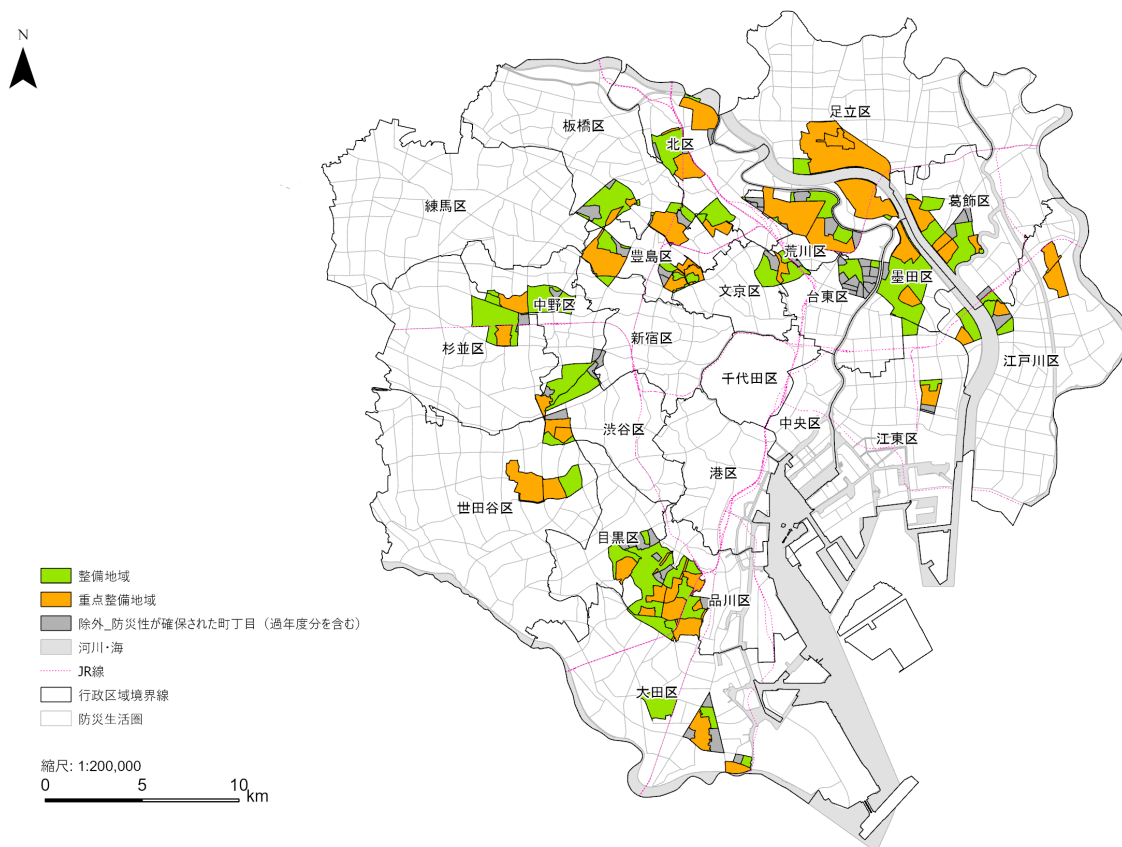 N
足立区
板橋区
北区
葛飾区
練馬区
荒川区
豊島区
墨田区
文京区
台東区
中野区
新宿区
杉並区
江戸川区
千代田区
中央区
渋谷区
江東区
港区
世田谷区
目黒区
品川区
大田区
整備地域
重点整備地域
除外_防災性が確保された町丁目（過年度分を含む）
河川・海
JR線
行政区域境界線
防災生活圏
縮尺: 1:200,000
0 5 10
km